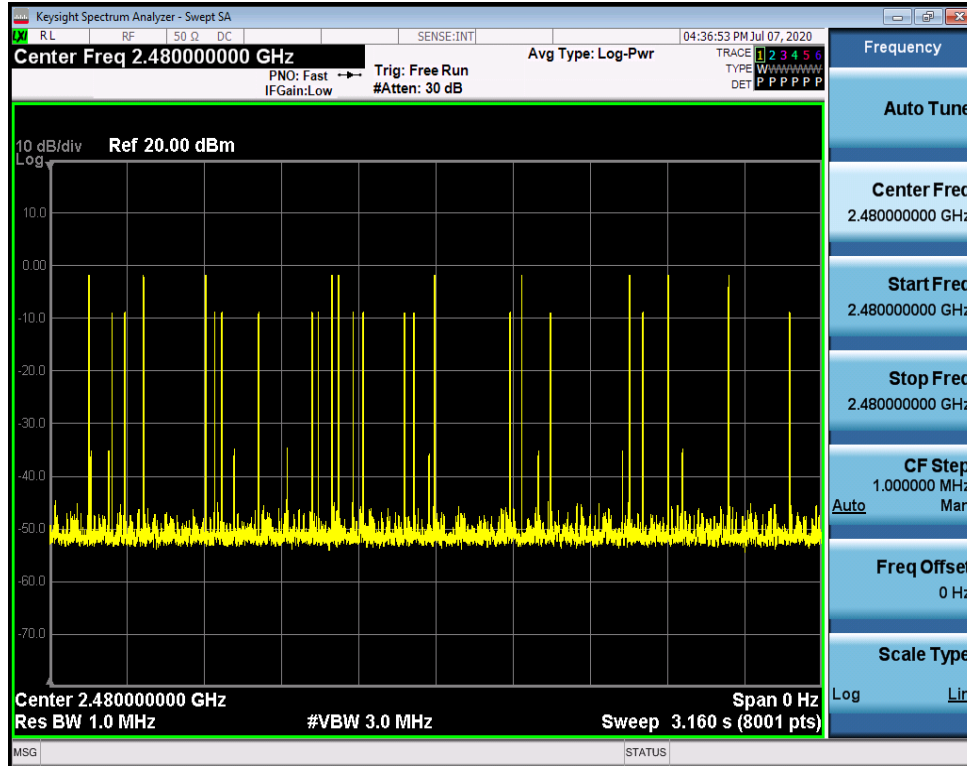 Keysight Spectrum Analyzer - Swept SA
LXI RL RF 50 Ω DC SENSE:INT 04:36:53 PM Jul 07, 2020
Center Freq 2.480000000 GHz
PNO: Fast
IFGain:Low
Trig: Free Run
#Atten: 30 dB
Avg Type: Log-Pwr
TRACE 1 2 3 4 5 6
TYPE WWWWWW
DET P P P P P P
10 dB/div
Log
Ref 20.00 dBm
10.0
0.00
-10.0
-20.0
-30.0
-40.0
-50.0
-60.0
-70.0
Center 2.480000000 GHz
Res BW 1.0 MHz
#VBW 3.0 MHz
Span 0 Hz
Sweep 3.160 s (8001 pts)
MSG
STATUS
Frequency
Auto Tune
Center Freq
2.480000000 GHz
Start Freq
2.480000000 GHz
Stop Freq
2.480000000 GHz
CF Step
1.000000 MHz
Auto Man
Freq Offset
0 Hz
Scale Type
Log Lin